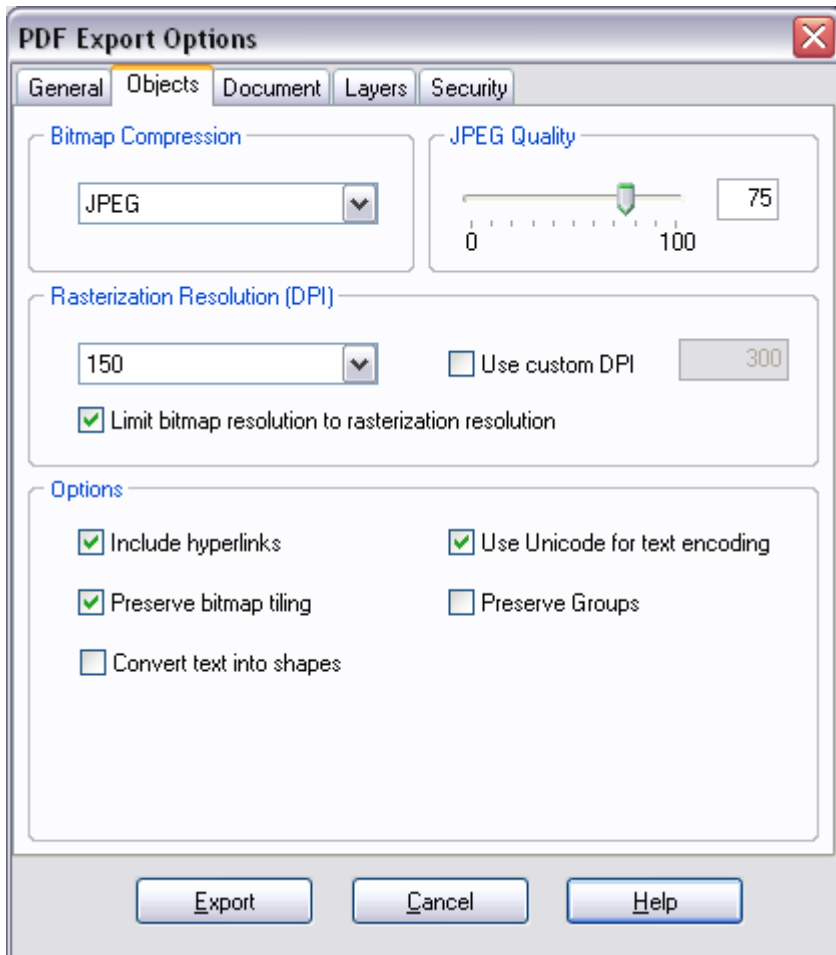 PDF Export Options
General Objects Document Layers Security
Bitmap Compression JPEG Quality
JPEG 75
0 100
Rasterization Resolution (DPI)
150 Use custom DPI 300
Limit bitmap resolution to rasterization resolution
Options
Include hyperlinks Use Unicode for text encoding
Preserve bitmap tiling Preserve Groups
Convert text into shapes
Export Cancel Help